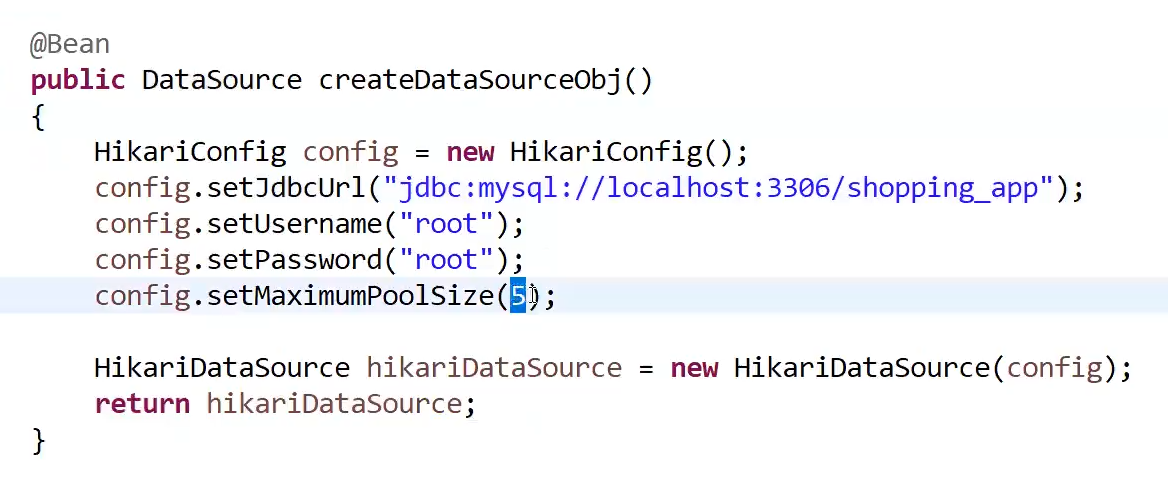 @Bean
public DataSource createDataSourceObj()
{
HikariConfig config = new HikariConfig();
config.setJdbcUrl("jdbc:mysql://localhost:3306/shopping_app");
config.setUsername("root");
config.setPassword("root");
config.setMaximumPoolSize(5);
HikariDataSource hikariDataSource = new HikariDataSource(config);
return hikariDataSource;
}